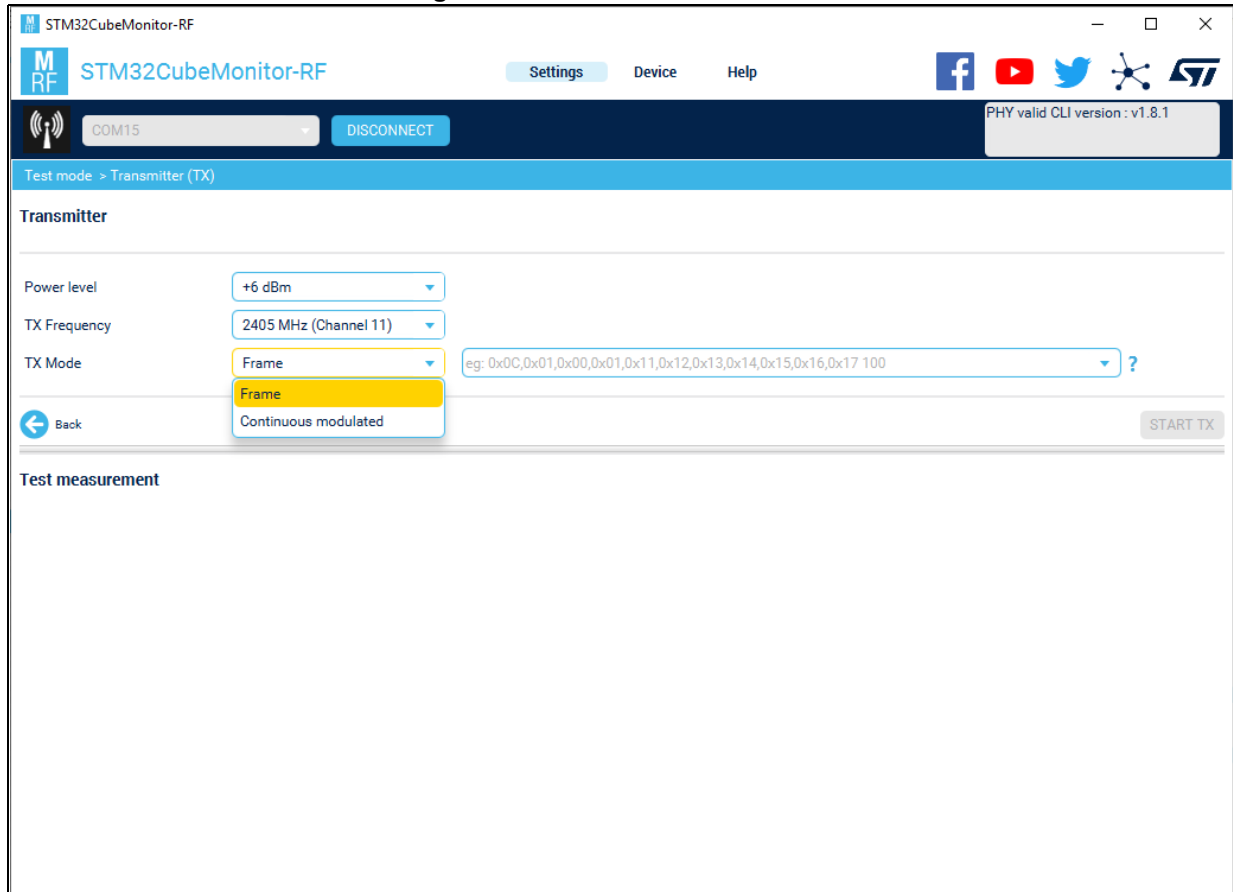 STM32CubeMonitor-RF
M
RF
STM32CubeMonitor-RF
Settings Device Help
COM15 DISCONNECT
PHY valid CLI version : v1.8.1
Test mode > Transmitter (TX)
Transmitter
Power level +6 dBm
TX Frequency 2405 MHz (Channel 11)
TX Mode Frame eg: 0x0C,0x01,0x00,0x01,0x11,0x12,0x13,0x14,0x15,0x16,0x17 100 ?
Frame
Continuous modulated
Back START TX
Test measurement